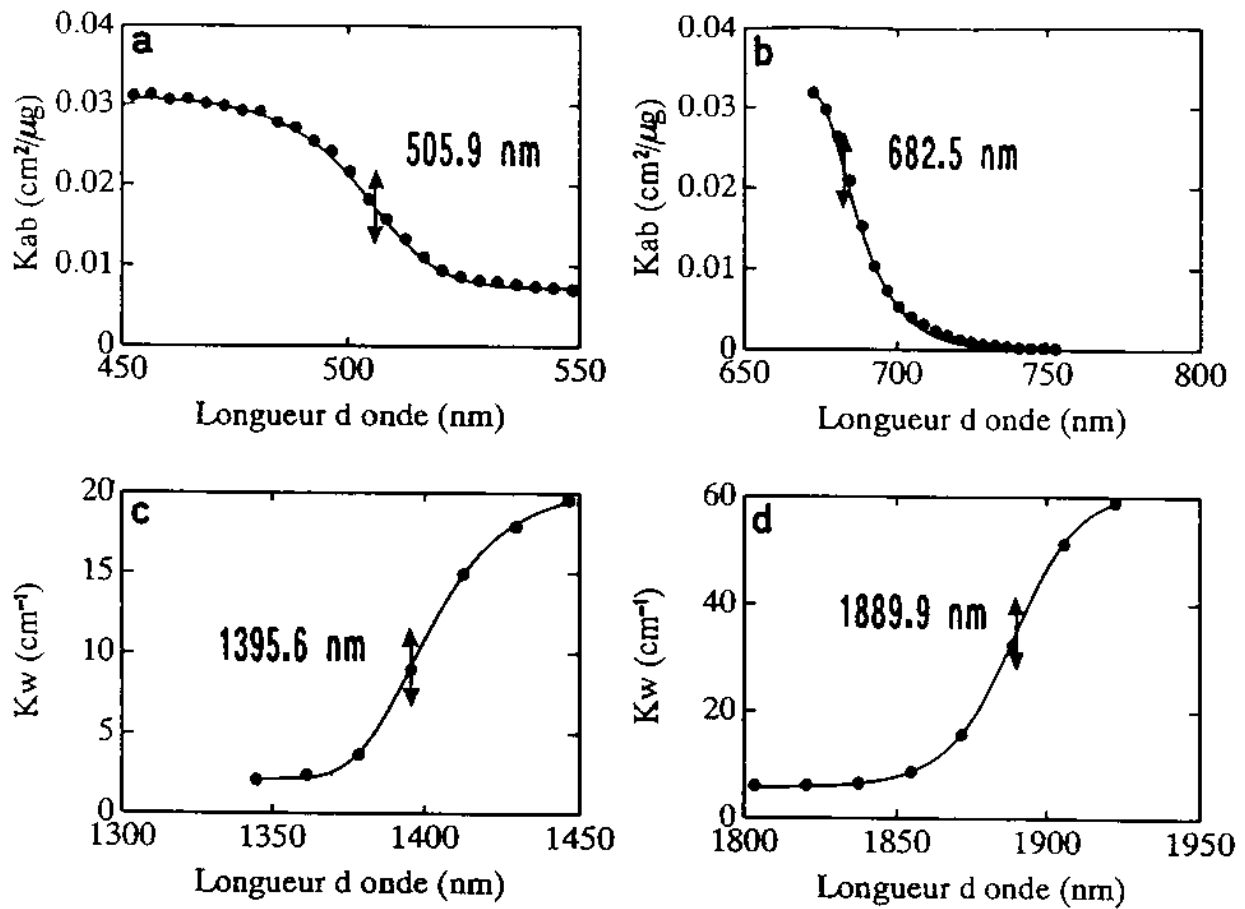 a
Kab (cm²/µg)
0.04
0.03
0.02
0.01
0
505.9 nm
450 500 550
Longueur d onde (nm)
b
Kab (cm²/µg)
0.04
0.03
0.02
0.01
0
682.5 nm
650 700 750 800
Longueur d onde (nm)
c
Kw (cm⁻¹)
20
15
10
5
0
1395.6 nm
1300 1350 1400 1450
Longueur d onde (nm)
d
Kw (cm⁻¹)
60
40
20
0
1889.9 nm
1800 1850 1900 1950
Longueur d onde (nm)